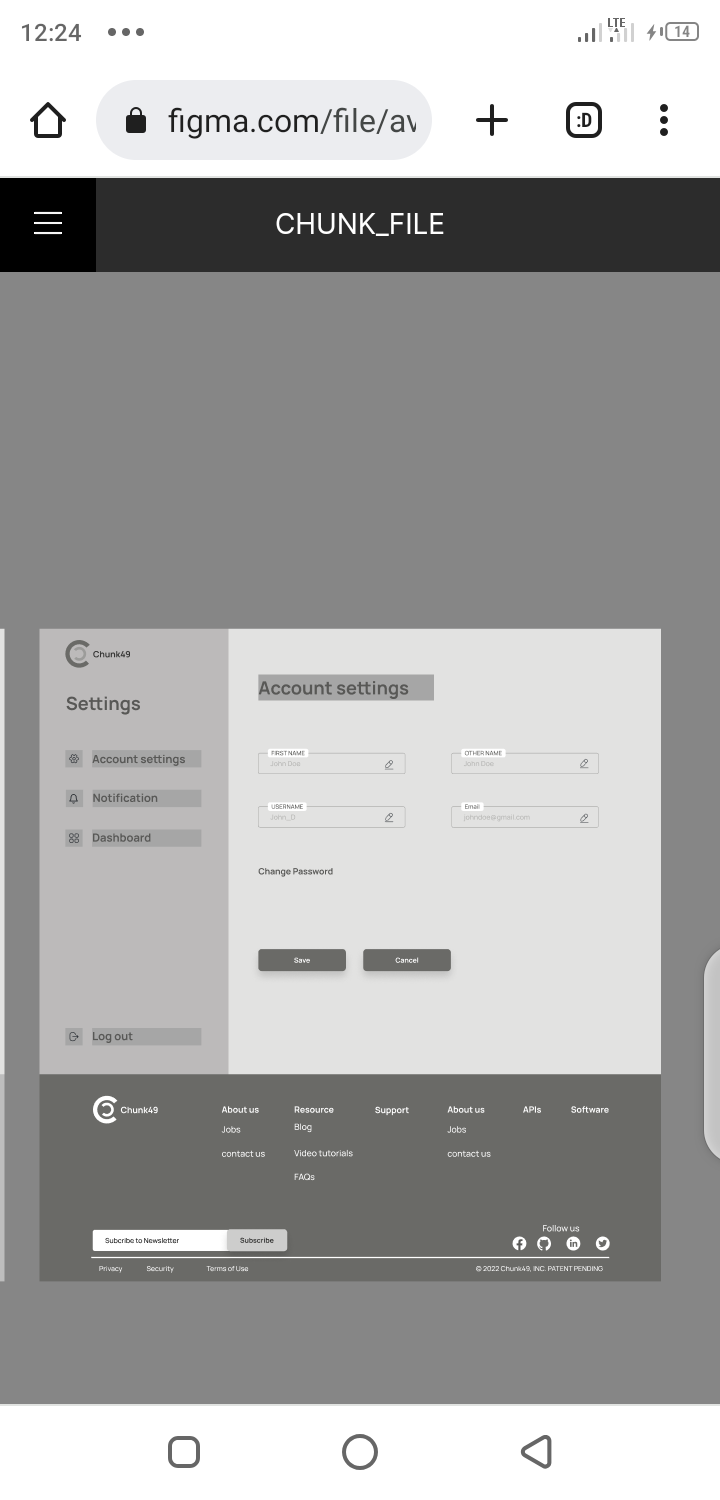 12:24
LTE
14
figma.com/file/av
:D
CHUNK_FILE
Chunk49
Settings
Account settings
Account settings
FIRST NAME
OTHER NAME
John Doe
John Doe
Notification
USERNAME
Email
John_D
johndoe@gmail.com
Dashboard
Change Password
Save
Cancel
Log out
Chunk49
About us
Resource
Support
About us
APIs
Software
Jobs
Blog
Jobs
contact us
Video tutorials
contact us
FAQs
Follow us
Subcribe to Newsletter
Subscribe
Privacy
Security
Terms of Use
© 2022 Chunk49, INC. PATENT PENDING